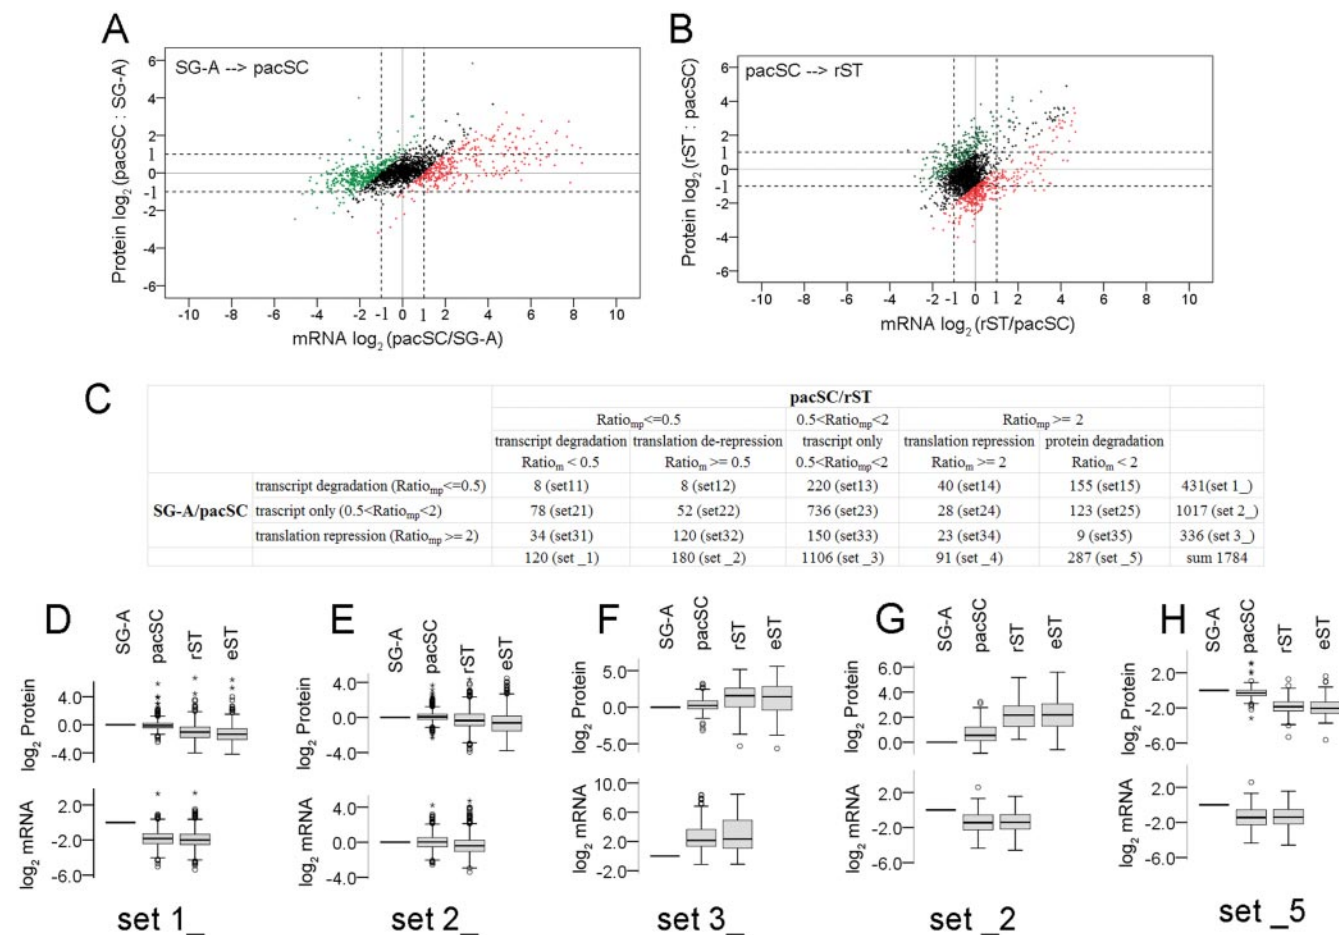 A
B
SG-A --> pacSC
pacSC --> rST
Protein log2 (pacSC : SG-A)
6
4
2
1
0
-1
-2
-4
-6
-10 -8 -6 -4 -2 -1 0 1 2 4 6 8 10
mRNA log2 (pacSC/SG-A)
Protein log2 (rST : pacSC)
6
4
2
1
0
-1
-2
-4
-6
-10 -8 -6 -4 -2 -1 0 1 2 4 6 8 10
mRNA log2 (rST/pacSC)
C
pacSC/rST
Ratiomp<=0.5 0.5<Ratiomp<2 Ratiomp >= 2
transcript degradation translation de-repression trascript only translation repression protein degradation
Ratiom < 0.5 Ratiom >= 0.5 0.5<Ratiomp<2 Ratiom >= 2 Ratiom < 2
SG-A/pacSC
transcript degradation (Ratiomp<=0.5) 8 (set11) 8 (set12) 220 (set13) 40 (set14) 155 (set15) 431(set 1_)
trascript only (0.5<Ratiomp<2) 78 (set21) 52 (set22) 736 (set23) 28 (set24) 123 (set25) 1017 (set 2_)
translation repression (Ratiomp >= 2) 34 (set31) 120 (set32) 150 (set33) 23 (set34) 9 (set35) 336 (set 3_)
120 (set _1) 180 (set _2) 1106 (set _3) 91 (set _4) 287 (set _5) sum 1784
D
SG-A
pacSC
rST
eST
log2 Protein
4.0
0.0
-4.0
log2 mRNA
2.0
-2.0
-6.0
set 1_
E
SG-A
pacSC
rST
eST
log2 Protein
4.0
0.0
-4.0
log2 mRNA
4.0
0.0
-4.0
set 2_
F
SG-A
pacSC
rST
eST
log2 Protein
5.0
0.0
-5.0
log2 mRNA
10.0
6.0
2.0
-2.0
set 3_
G
SG-A
pacSC
rST
eST
log2 Protein
6.0
4.0
2.0
0.0
log2 mRNA
2.0
-2.0
-6.0
set _2
H
SG-A
pacSC
rST
eST
log2 Protein
2.0
-2.0
-6.0
log2 mRNA
2.0
-2.0
-6.0
set _5